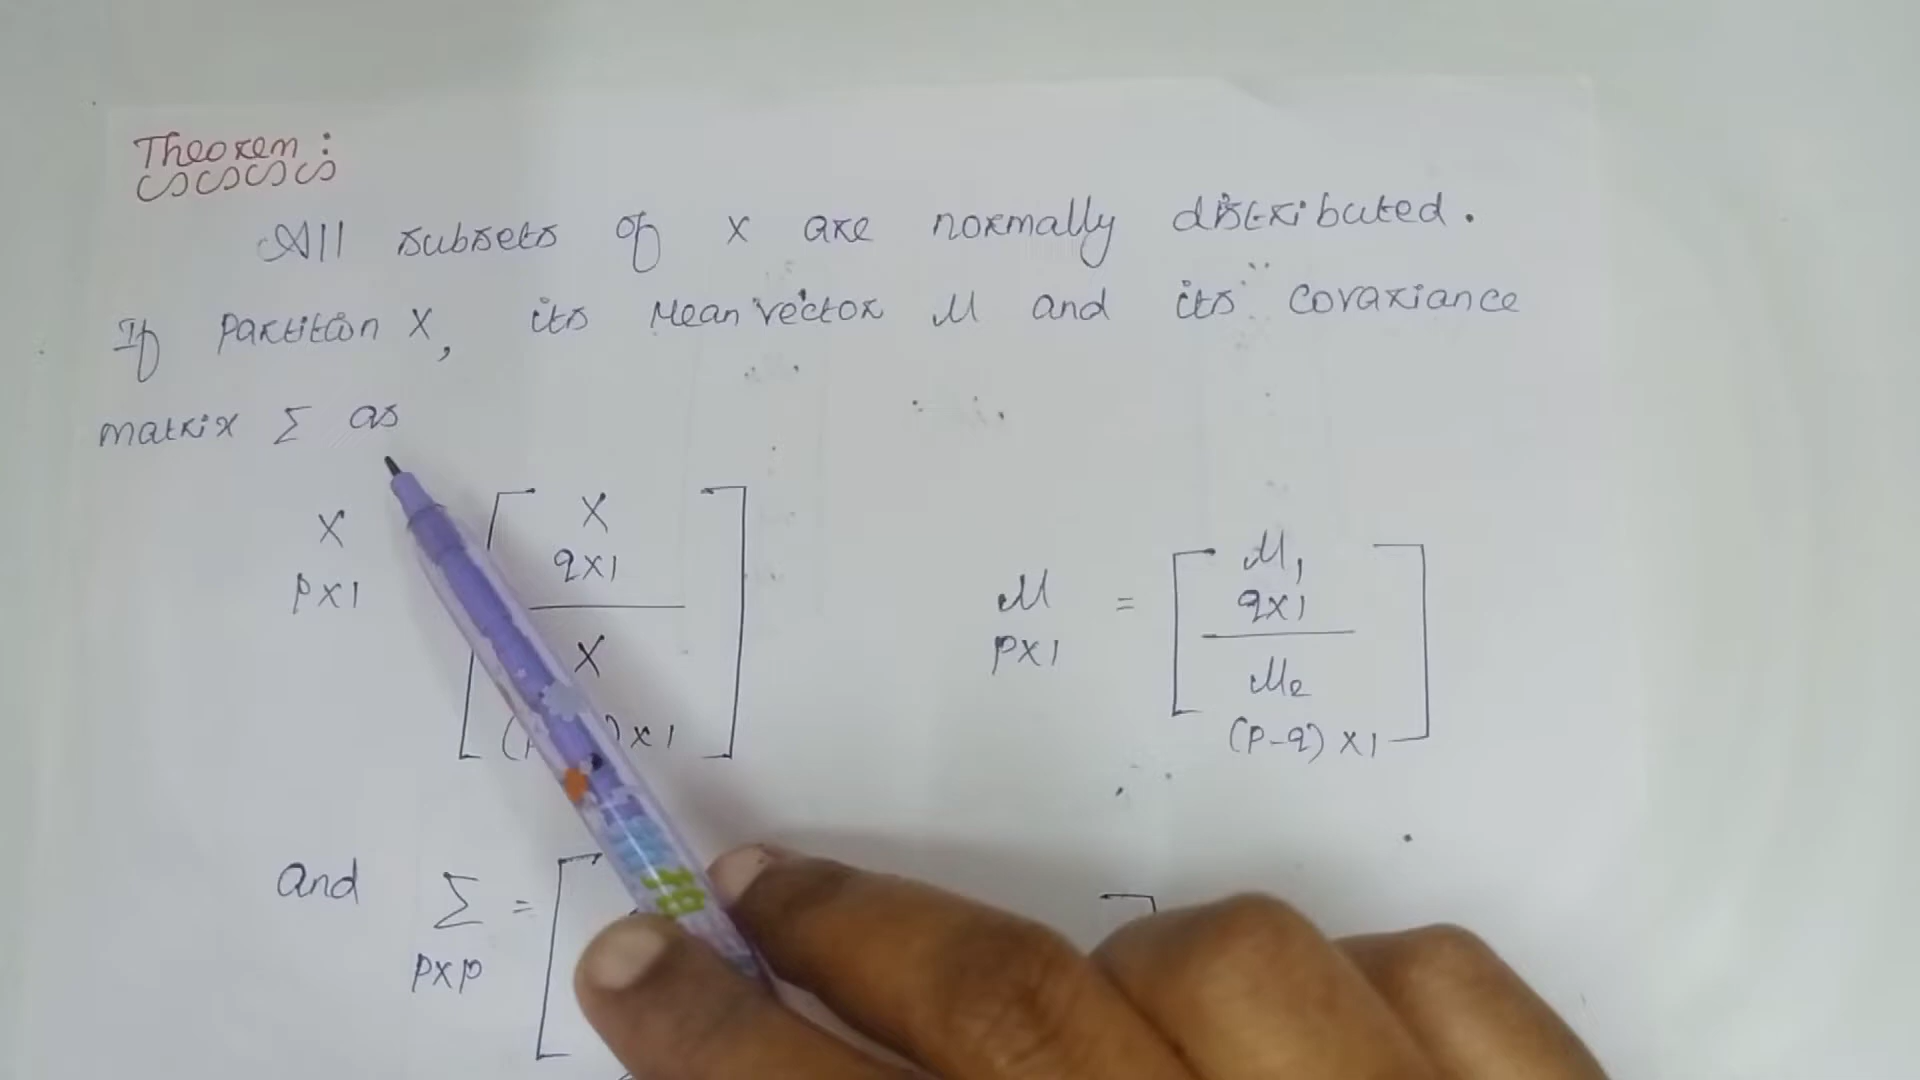 Theorem :
All subsets of X are normally distributed .
If Partition X, its Mean vector μ and its covariance
matrix Σ as
X
q×1
X
p×1
X
) × 1
μ
p×1
=
μ1
q×1
μ2
(p-q) ×1
And Σ =
p×p